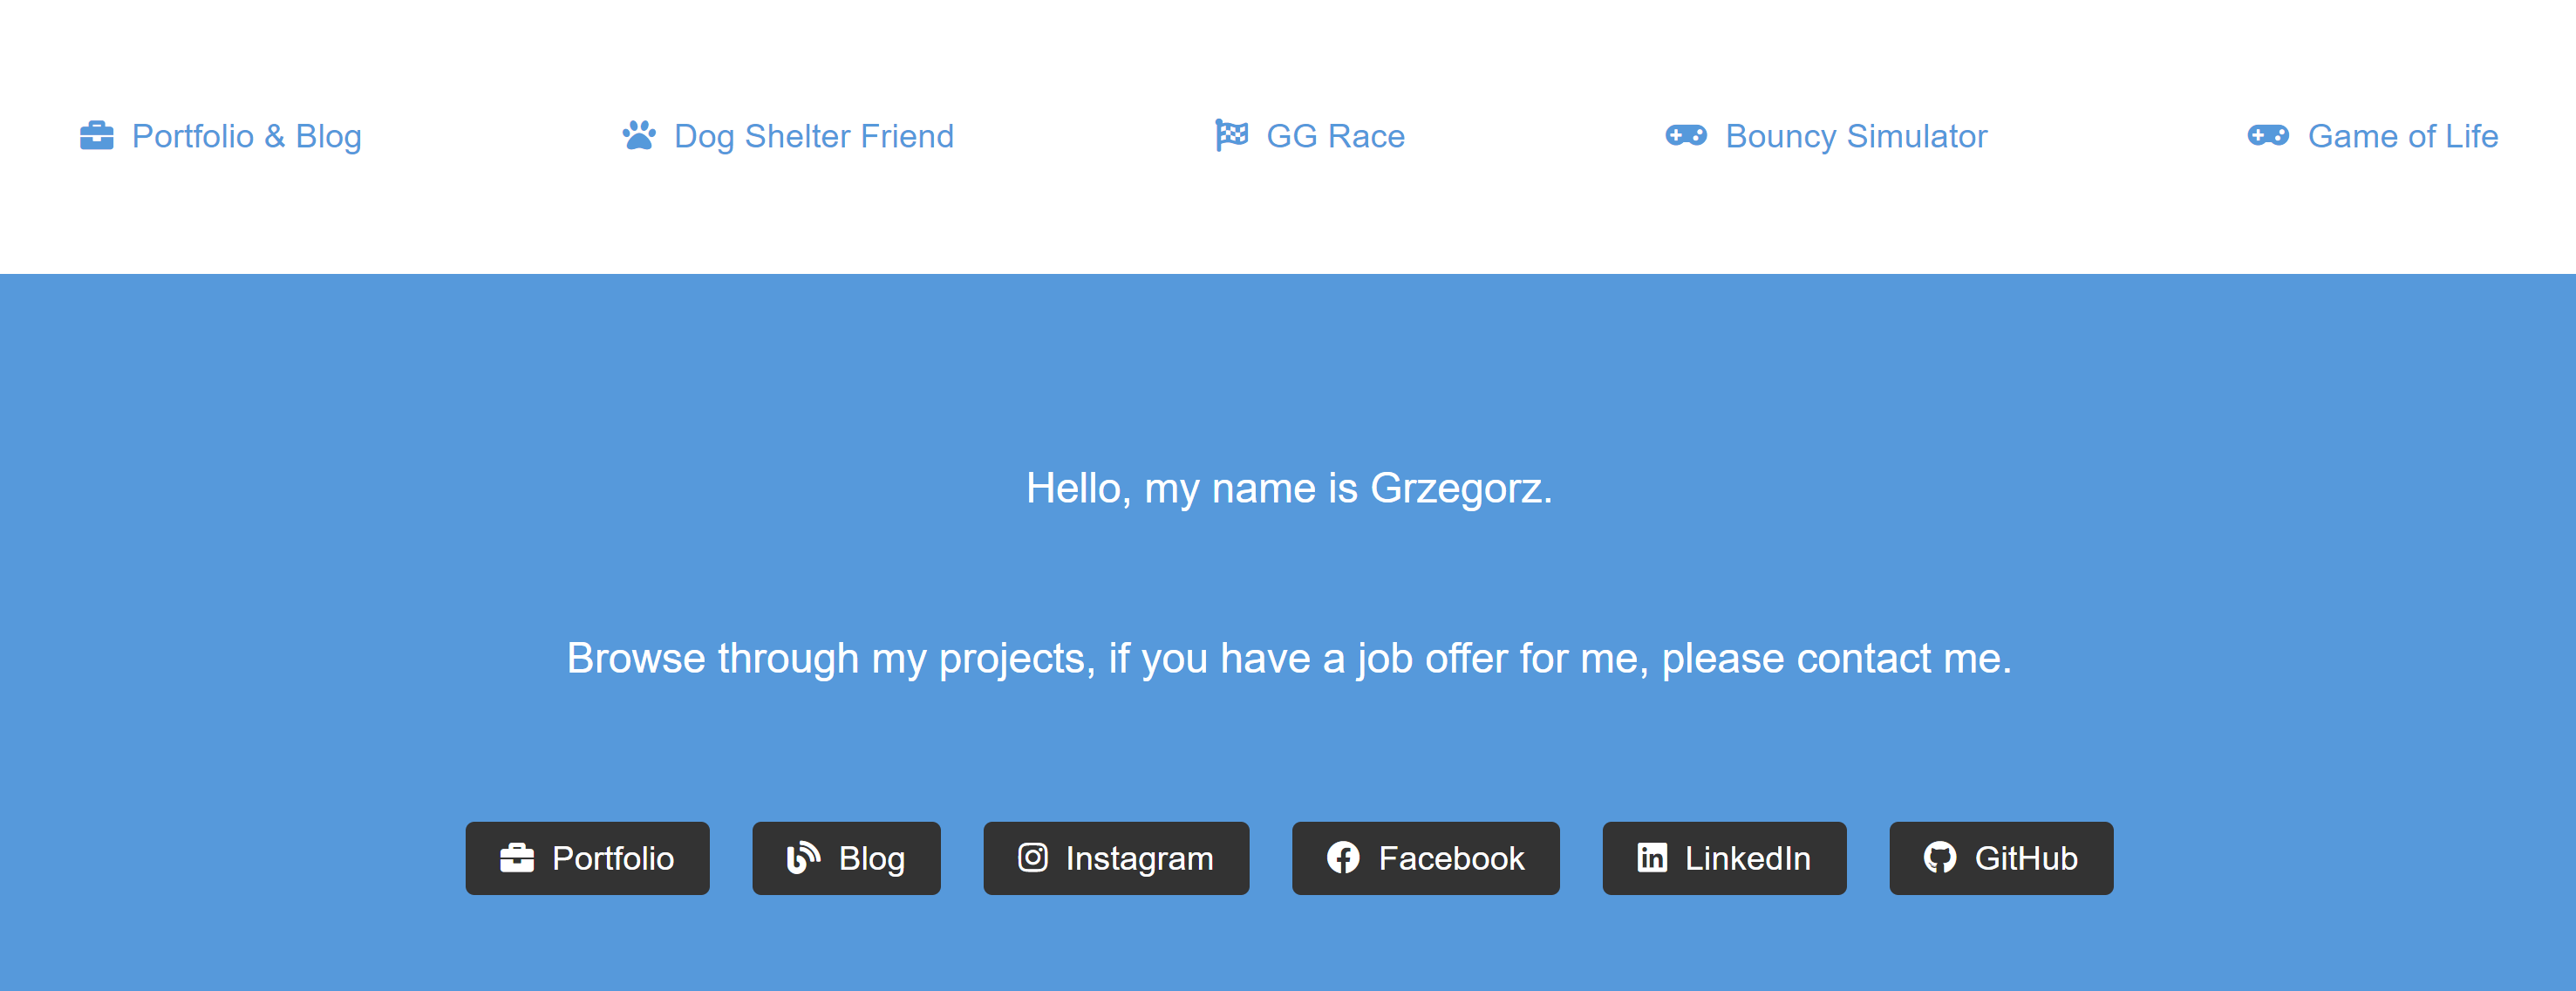 Portfolio & Blog Dog Shelter Friend GG Race Bouncy Simulator Game of Life
Hello, my name is Grzegorz.
Browse through my projects, if you have a job offer for me, please contact me.
Portfolio Blog Instagram Facebook LinkedIn GitHub